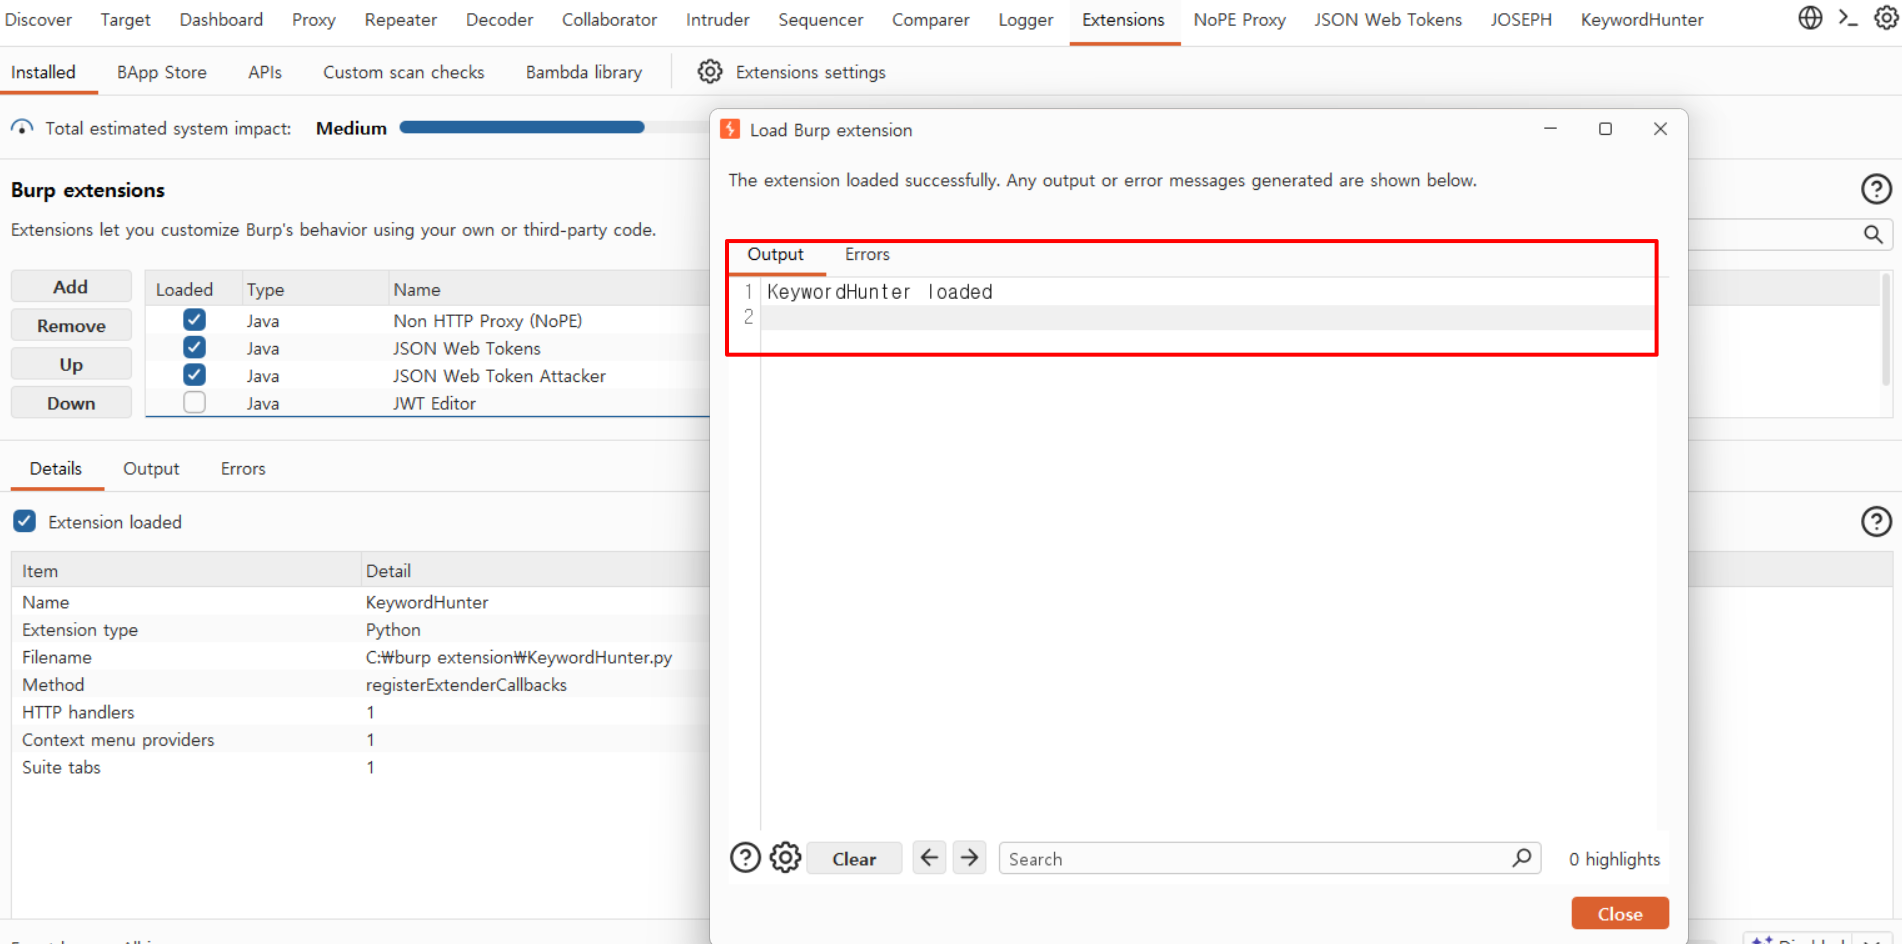 Discover Target Dashboard Proxy Repeater Decoder Collaborator Intruder Sequencer Comparer Logger Extensions NoPE Proxy JSON Web Tokens JOSEPH KeywordHunter
Installed BApp Store APIs Custom scan checks Bambda library Extensions settings
Total estimated system impact: Medium
Burp extensions
Extensions let you customize Burp's behavior using your own or third-party code.
Add
Remove
Up
Down
Loaded Type Name
Java Non HTTP Proxy (NoPE)
Java JSON Web Tokens
Java JSON Web Token Attacker
Java JWT Editor
Details Output Errors
Extension loaded
Item Detail
Name KeywordHunter
Extension type Python
Filename C:₩burp extension₩KeywordHunter.py
Method registerExtenderCallbacks
HTTP handlers 1
Context menu providers 1
Suite tabs 1
Load Burp extension
The extension loaded successfully. Any output or error messages generated are shown below.
Output Errors
1 KeywordHunter loaded
2
Clear Search 0 highlights
Close